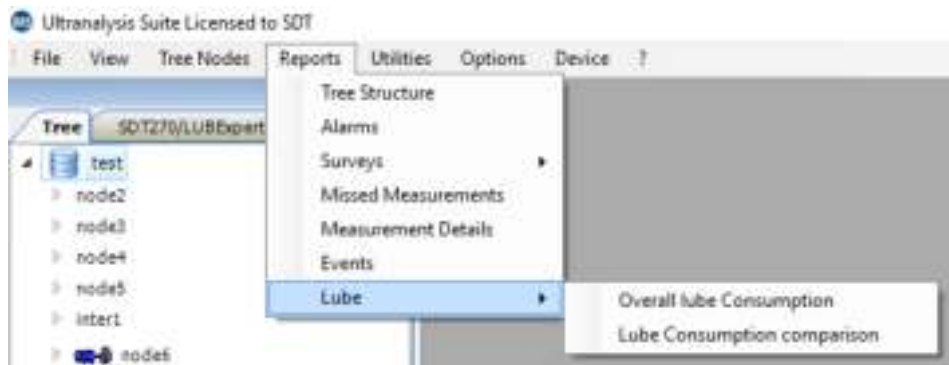 Ultranalysis Suite Licensed to SDT
File View Tree Nodes Reports Utilities Options Device ?
Tree Structure
Alarms
Surveys
Missed Measurements
Measurement Details
Events
Lube
Overall lube Consumption
Lube Consumption comparison
Tree SDT270/LUBExpert
test
node2
node3
node4
node5
inter1
node6